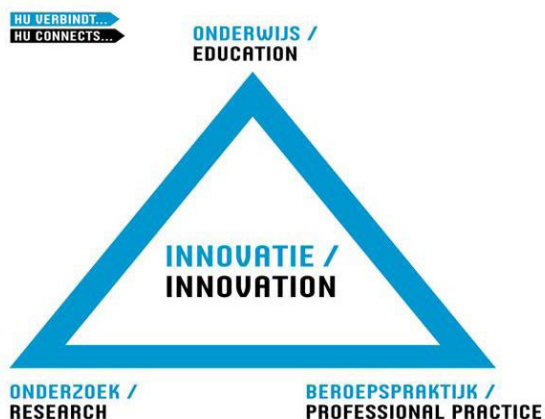 HU VERBINDT...
HU CONNECTS...
ONDERWIJS /
EDUCATION
INNOVATIE /
INNOVATION
ONDERZOEK /
RESEARCH
BEROEPSPRAKTIJK /
PROFESSIONAL PRACTICE